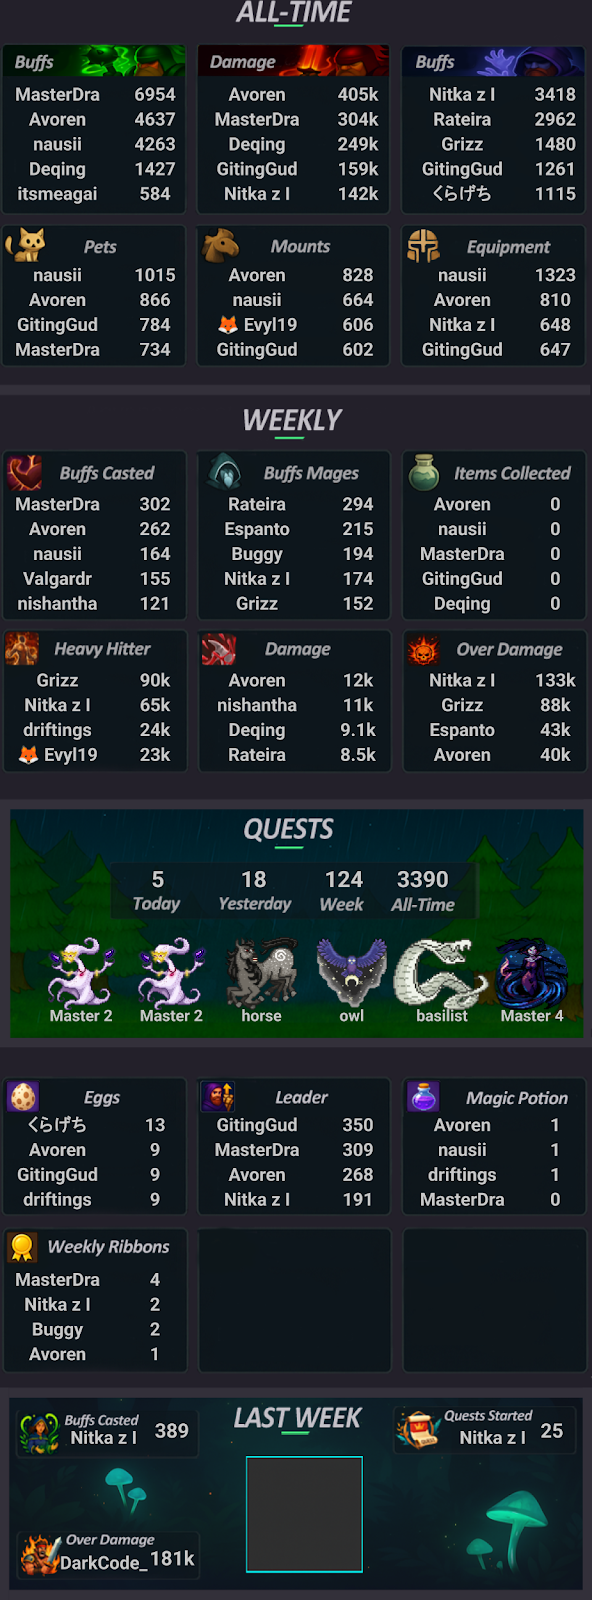 ALL-TIME
Buffs
MasterDra 6954
Avoren 4637
nausii 4263
Deqing 1427
itsmeagai 584
Damage
Avoren 405k
MasterDra 304k
Deqing 249k
GitingGud 159k
Nitka z I 142k
Buffs
Nitka z I 3418
Rateira 2962
Grizz 1480
GitingGud 1261
くらげち 1115
Pets
nausii 1015
Avoren 866
GitingGud 784
MasterDra 734
Mounts
Avoren 828
nausii 664
🦊 Evyl19 606
GitingGud 602
Equipment
nausii 1323
Avoren 810
Nitka z I 648
GitingGud 647
WEEKLY
Buffs Casted
MasterDra 302
Avoren 262
nausii 164
Valgardr 155
nishantha 121
Buffs Mages
Rateira 294
Espanto 215
Buggy 194
Nitka z I 174
Grizz 152
Items Collected
Avoren 0
nausii 0
MasterDra 0
GitingGud 0
Deqing 0
Heavy Hitter
Grizz 90k
Nitka z I 65k
driftings 24k
🦊 Evyl19 23k
Damage
Avoren 12k
nishantha 11k
Deqing 9.1k
Rateira 8.5k
Over Damage
Nitka z I 133k
Grizz 88k
Espanto 43k
Avoren 40k
QUESTS
5 18 124 3390
Today Yesterday Week All-Time
Master 2 Master 2 horse owl basilist Master 4
Eggs
くらげち 13
Avoren 9
GitingGud 9
driftings 9
Leader
GitingGud 350
MasterDra 309
Avoren 268
Nitka z I 191
Magic Potion
Avoren 1
nausii 1
driftings 1
MasterDra 0
Weekly Ribbons
MasterDra 4
Nitka z I 2
Buggy 2
Avoren 1
LAST WEEK
Buffs Casted
Nitka z I 389
Quests Started
Nitka z I 25
Over Damage
DarkCode_ 181k